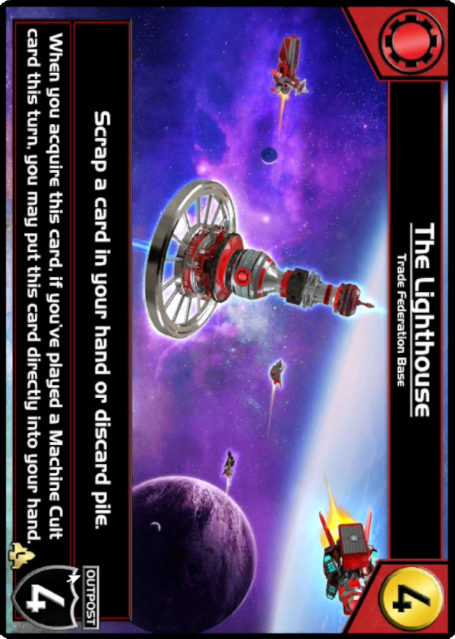 The Lighthouse
Trade Federation Base
4
Scrap a card in your hand or discard pile.
When you acquire this card, if you've played a Machine Cult
card this turn, you may put this card directly into your hand.
OUTPOST
4